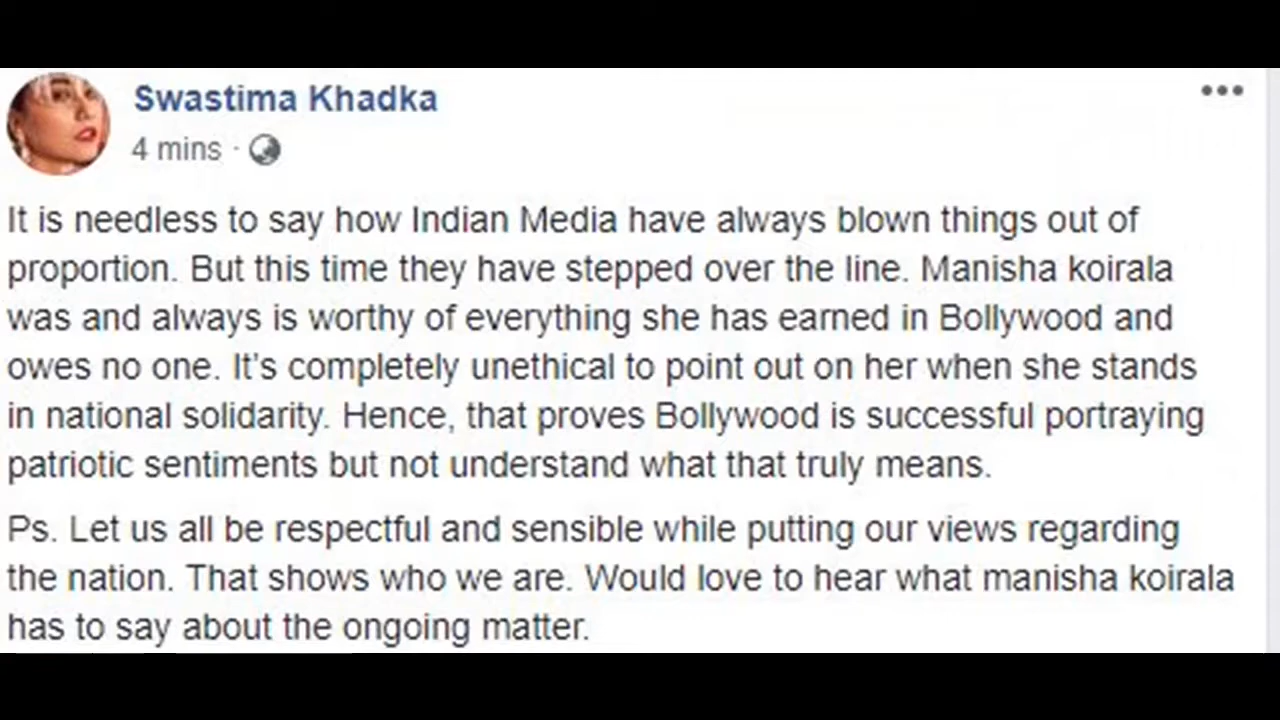 Swastima Khadka
4 mins ·
It is needless to say how Indian Media have always blown things out of
proportion. But this time they have stepped over the line. Manisha koirala
was and always is worthy of everything she has earned in Bollywood and
owes no one. It's completely unethical to point out on her when she stands
in national solidarity. Hence, that proves Bollywood is successful portraying
patriotic sentiments but not understand what that truly means.
Ps. Let us all be respectful and sensible while putting our views regarding
the nation. That shows who we are. Would love to hear what manisha koirala
has to say about the ongoing matter.